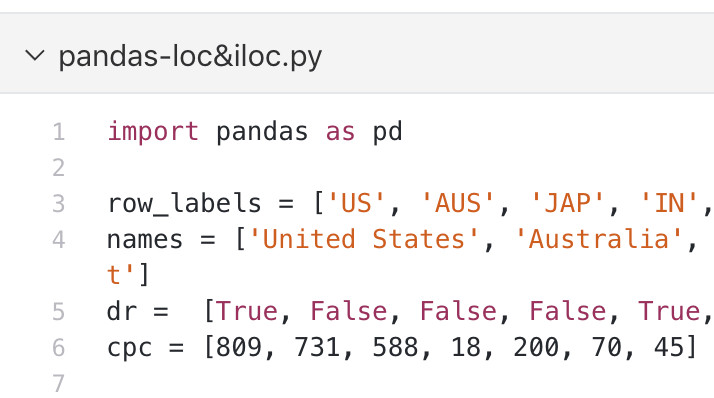 pandas-loc&iloc.py
1 import pandas as pd
2
3 row_labels = ['US', 'AUS', 'JAP', 'IN',
4 names = ['United States', 'Australia',
t']
5 dr =  [True, False, False, False, True,
6 cpc = [809, 731, 588, 18, 200, 70, 45]
7